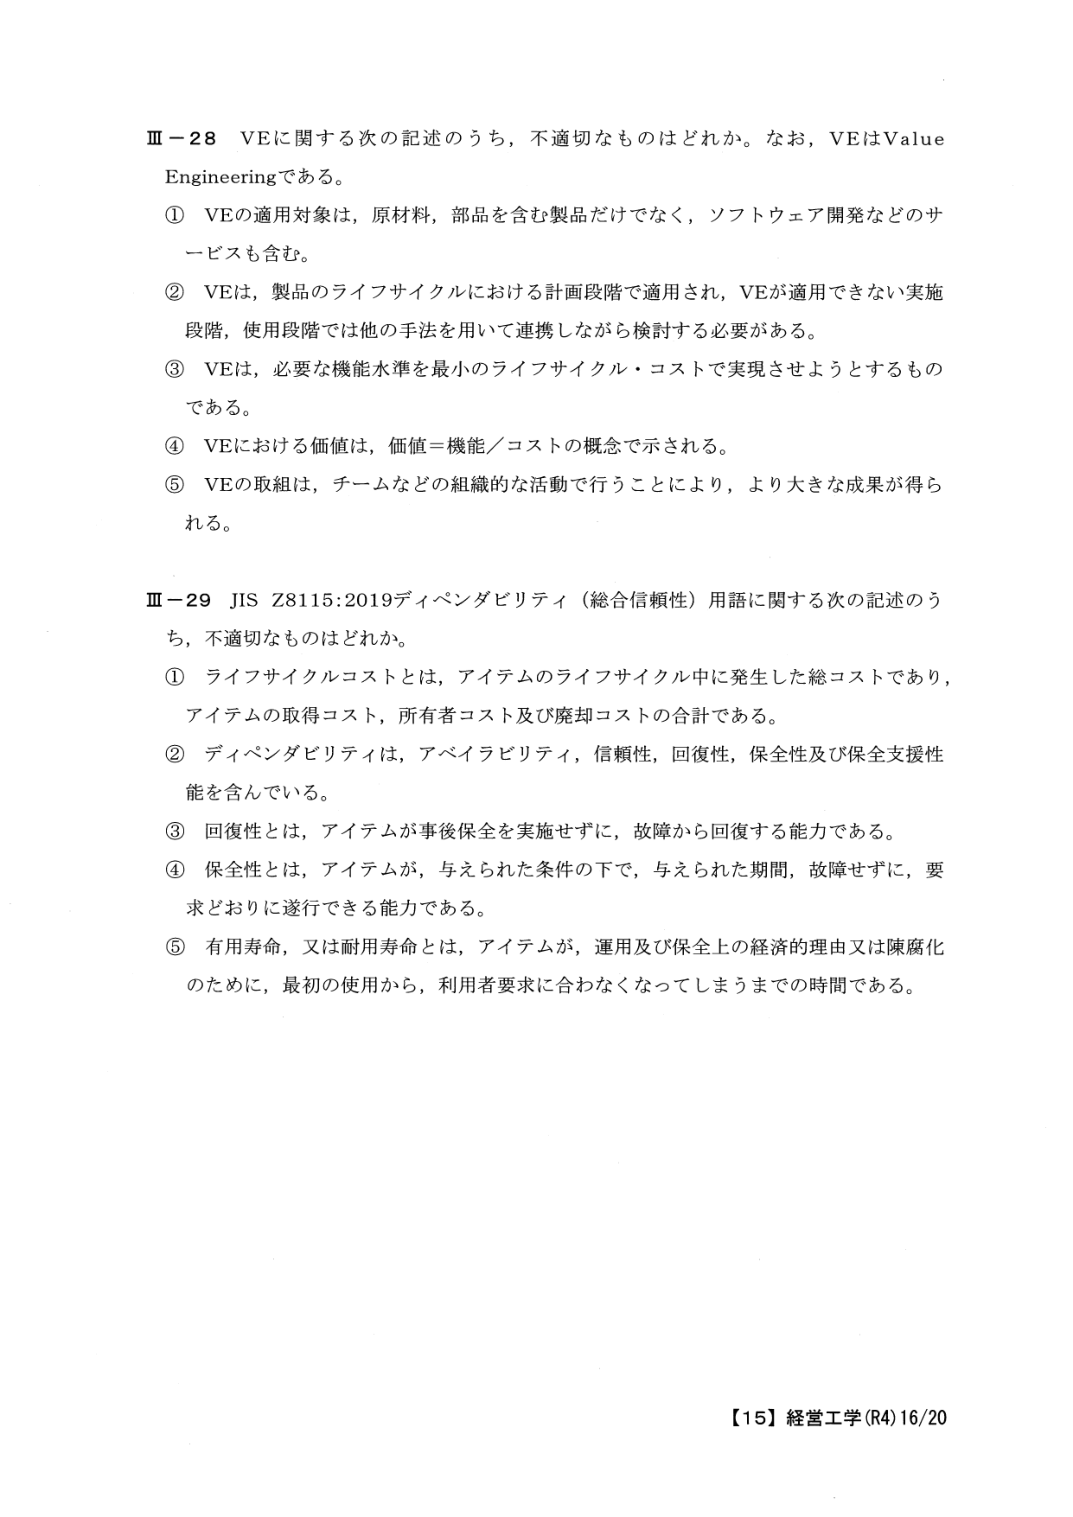 Ⅲ－28　VEに関する次の記述のうち，不適切なものはどれか。なお，VEはValue
Engineeringである。
①　VEの適用対象は，原材料，部品を含む製品だけでなく，ソフトウェア開発などのサ
ービスも含む。
②　VEは，製品のライフサイクルにおける計画段階で適用され，VEが適用できない実施
段階，使用段階では他の手法を用いて連携しながら検討する必要がある。
③　VEは，必要な機能水準を最小のライフサイクル・コストで実現させようとするもの
である。
④　VEにおける価値は，価値＝機能／コストの概念で示される。
⑤　VEの取組は，チームなどの組織的な活動で行うことにより，より大きな成果が得ら
れる。
Ⅲ－29　JIS Z8115:2019ディペンダビリティ（総合信頼性）用語に関する次の記述のう
ち，不適切なものはどれか。
①　ライフサイクルコストとは，アイテムのライフサイクル中に発生した総コストであり，
アイテムの取得コスト，所有者コスト及び廃却コストの合計である。
②　ディペンダビリティは，アベイラビリティ，信頼性，回復性，保全性及び保全支援性
能を含んでいる。
③　回復性とは，アイテムが事後保全を実施せずに，故障から回復する能力である。
④　保全性とは，アイテムが，与えられた条件の下で，与えられた期間，故障せずに，要
求どおりに遂行できる能力である。
⑤　有用寿命，又は耐用寿命とは，アイテムが，運用及び保全上の経済的理由又は陳腐化
のために，最初の使用から，利用者要求に合わなくなってしまうまでの時間である。
【15】経営工学(R4)16/20